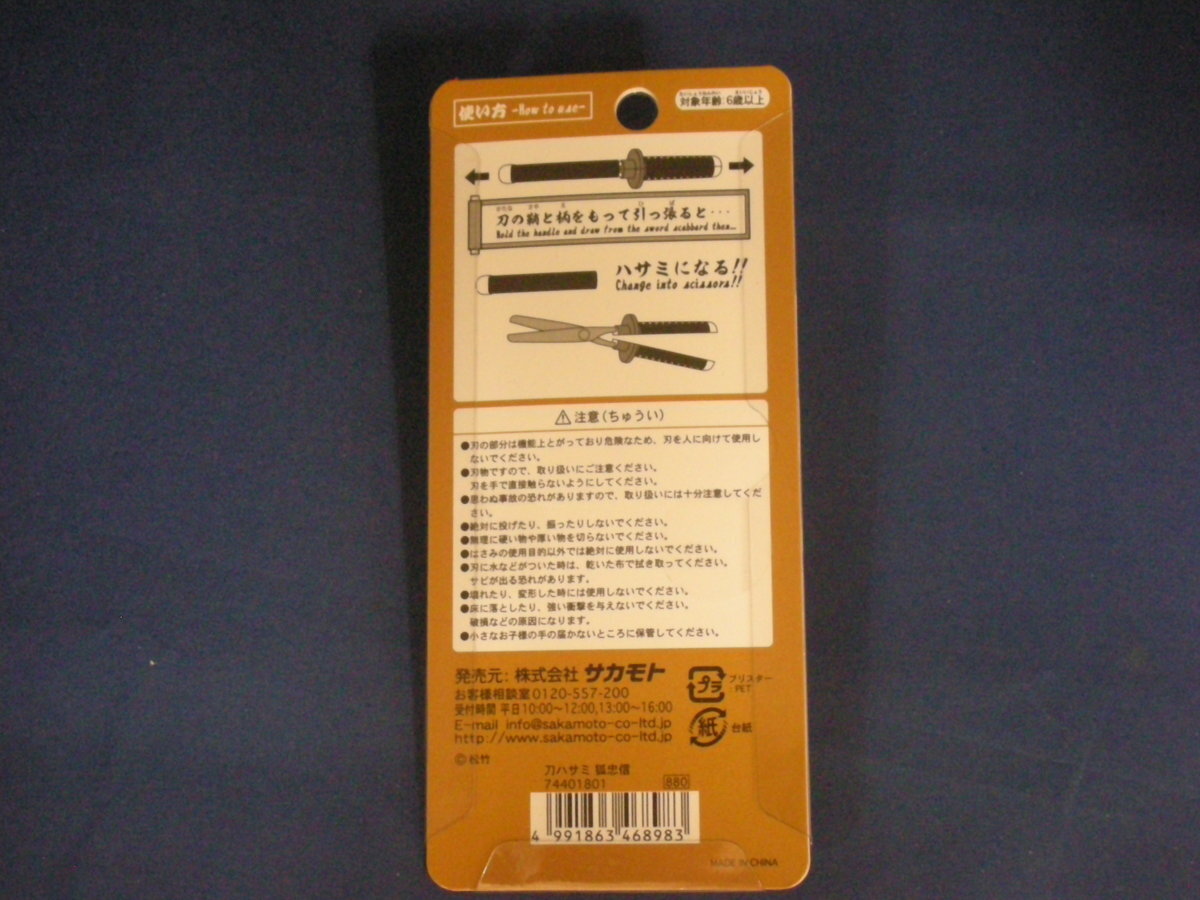 使い方 -How to use-
対象年齢:6歳以上
刀の鞘と柄をもって引っ張ると…
Hold the handle and draw from the sword scabbard then...
ハサミになる!!
Change into scissors!!
注意(ちゅうい)
●刃の部分は機能上とがっており危険なため、刃を人に向けて使用し
ないでください。
●刃物ですので、取り扱いにご注意ください。
刃を手で直接触らないようにしてください。
●思わぬ事故の恐れがありますので、取り扱いには十分注意してくだ
さい。
●絶対に投げたり、振ったりしないでください。
●無理に硬い物や厚い物を切らないでください。
●はさみの使用目的以外では絶対に使用しないでください。
●刃に水などがついた時は、乾いた布で拭き取ってください。
サビが出る恐れがあります。
●壊れたり、変形した時には使用しないでください。
●床に落としたり、強い衝撃を与えないでください。
破損などの原因になります。
●小さなお子様の手の届かないところに保管してください。
発売元:株式会社 サカモト
お客様相談室0120-557-200
受付時間 平日10:00〜12:00,13:00〜16:00
E-mail info@sakamoto-co-ltd.jp
http://www.sakamoto-co-ltd.jp
プラ
ブリスター
:PET
紙
台紙
©松竹
刀ハサミ 狐忠信
74401801
880
4 991863 468983
MADE IN CHINA